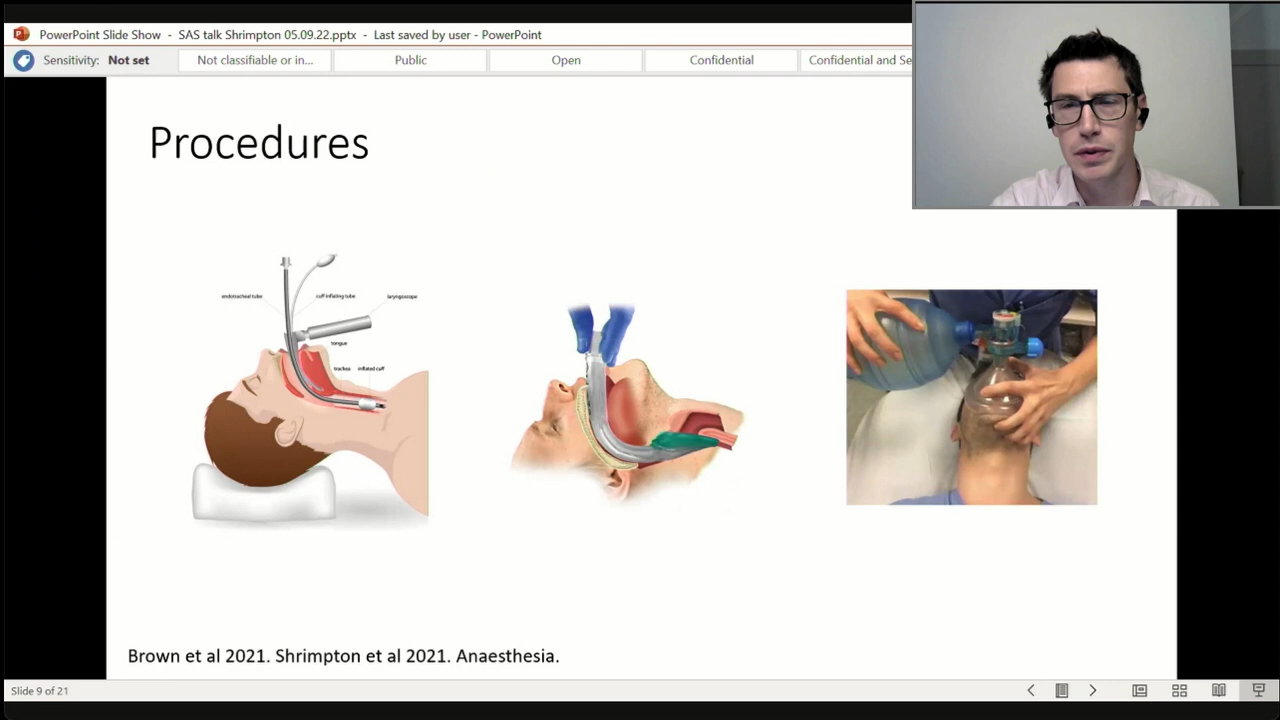 PowerPoint Slide Show - SAS talk Shrimpton 05.09.22.pptx - Last saved by user - PowerPoint
Sensitivity: Not set Not classifiable or in... Public Open Confidential Confidential and Se
Procedures
endotracheal tube cuff inflating tube laryngoscope
tongue
trachea inflated cuff
Brown et al 2021. Shrimpton et al 2021. Anaesthesia.
Slide 9 of 21